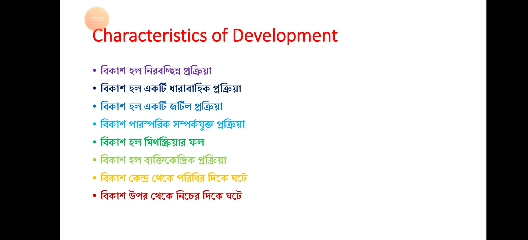 Characteristics of Development
• বিকাশ হল নিরবচ্ছিন্ন প্রক্রিয়া
• বিকাশ হল একটি ধারাবাহিক প্রক্রিয়া
• বিকাশ হল একটি জটিল প্রক্রিয়া
• বিকাশ পারস্পরিক সম্পর্কযুক্ত প্রক্রিয়া
• বিকাশ হল মিথস্ক্রিয়ার ফল
• বিকাশ হল ব্যক্তিকেন্দ্রিক প্রক্রিয়া
• বিকাশ কেন্দ্র থেকে পরিধির দিকে ঘটে
• বিকাশ উপর থেকে নিচের দিকে ঘটে